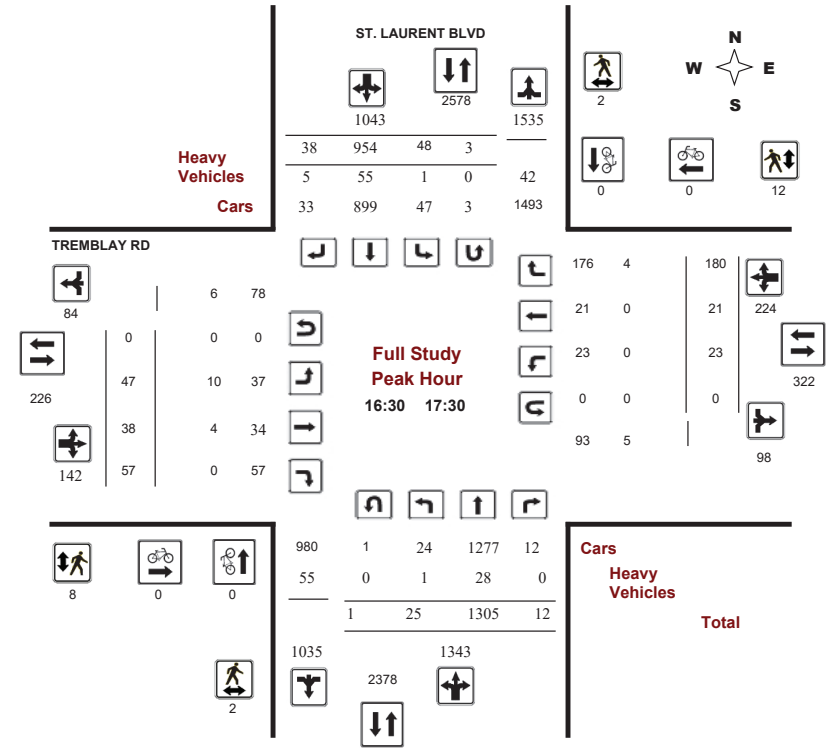 ST. LAURENT BLVD
N
W E
S
2578
2
1043 1535
38 954 48 3
Heavy
Vehicles
5 55 1 0 42
Cars
33 899 47 3 1493
0 0 12
TREMBLAY RD
84
6 78
0 0 0
226
47 10 37
38 4 34
142
57 0 57
Full Study
Peak Hour
16:30 17:30
176 4 180
224
21 0 21
23 0 23
322
0 0 0
93 5
98
980 1 24 1277 12
55 0 1 28 0
1 25 1305 12
Cars
Heavy
Vehicles
Total
8 0 0
1035 1343
2378
2